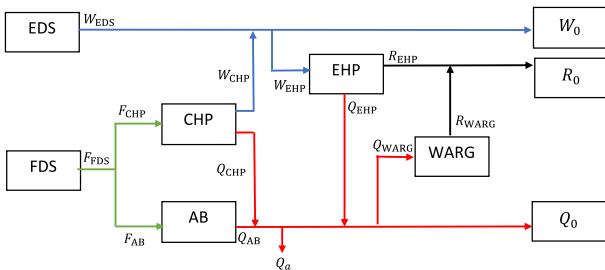 EDS
W_EDS
W_0
W_CHP
W_EHP
EHP
R_EHP
R_0
Q_EHP
F_CHP
CHP
R_WARG
Q_WARG
WARG
FDS
F_FDS
Q_CHP
AB
F_AB
Q_AB
Q_a
Q_0